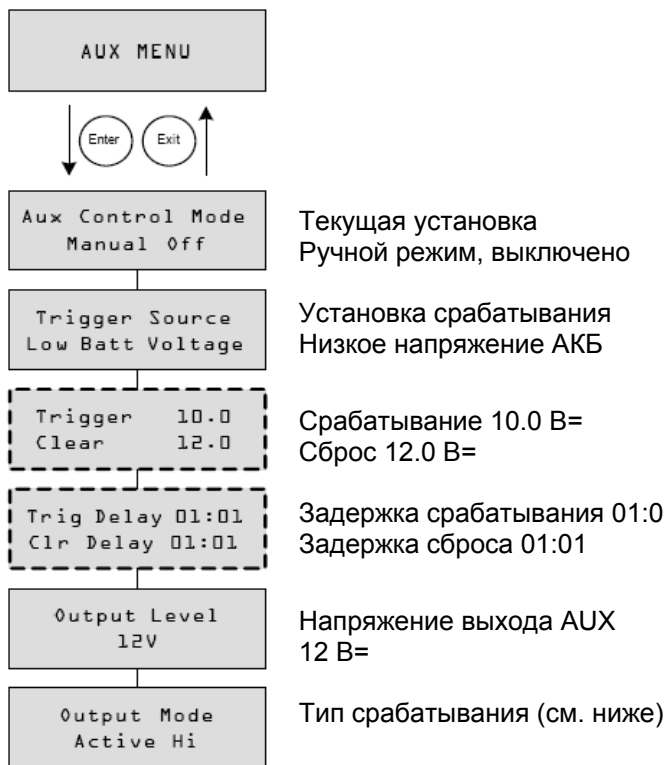 AUX MENU
Enter Exit
Aux Control Mode
Manual Off
Текущая установка
Ручной режим, выключено
Trigger Source
Low Batt Voltage
Установка срабатывания
Низкое напряжение АКБ
Trigger 10.0
Clear 12.0
Срабатывание 10.0 В=
Сброс 12.0 В=
Trig Delay 01:01
Clr Delay 01:01
Задержка срабатывания 01:0
Задержка сброса 01:01
Output Level
12V
Напряжение выхода AUX
12 В=
Output Mode
Active Hi
Тип срабатывания (см. ниже)